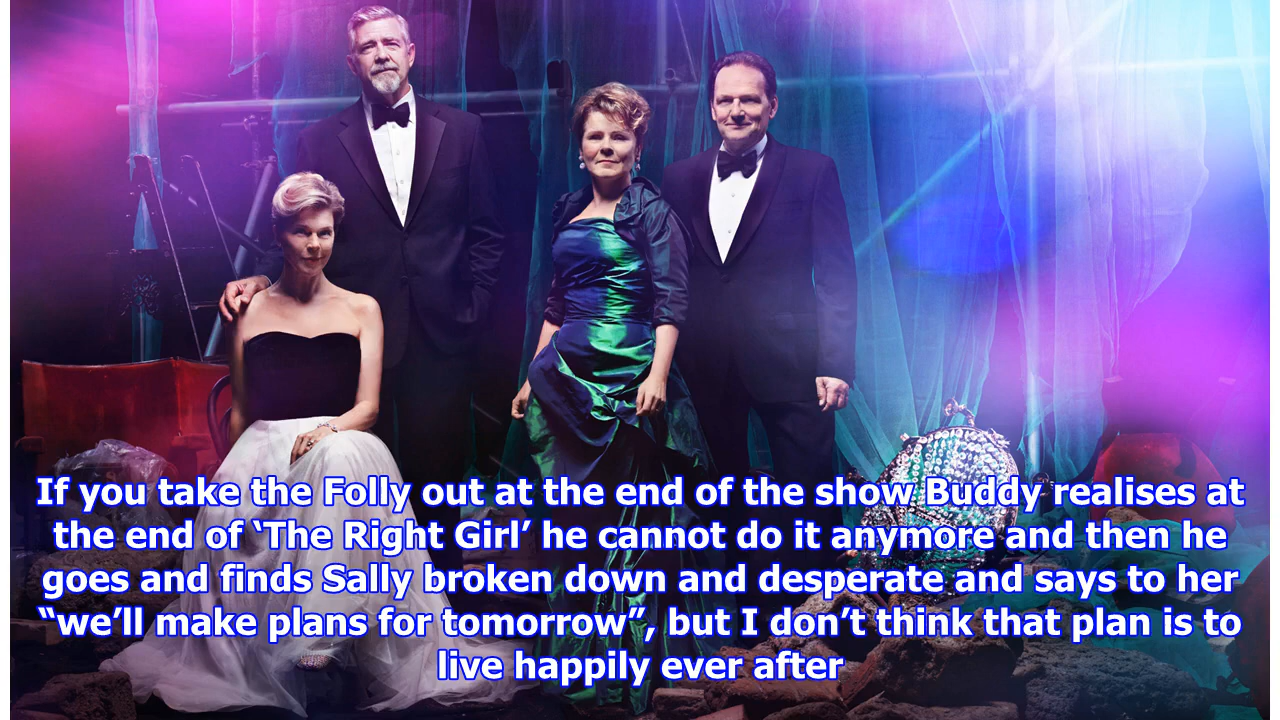 If you take the Folly out at the end of the show Buddy realises at
the end of ‘The Right Girl’ he cannot do it anymore and then he
goes and finds Sally broken down and desperate and says to her
“we’ll make plans for tomorrow”, but I don’t think that plan is to
live happily ever after